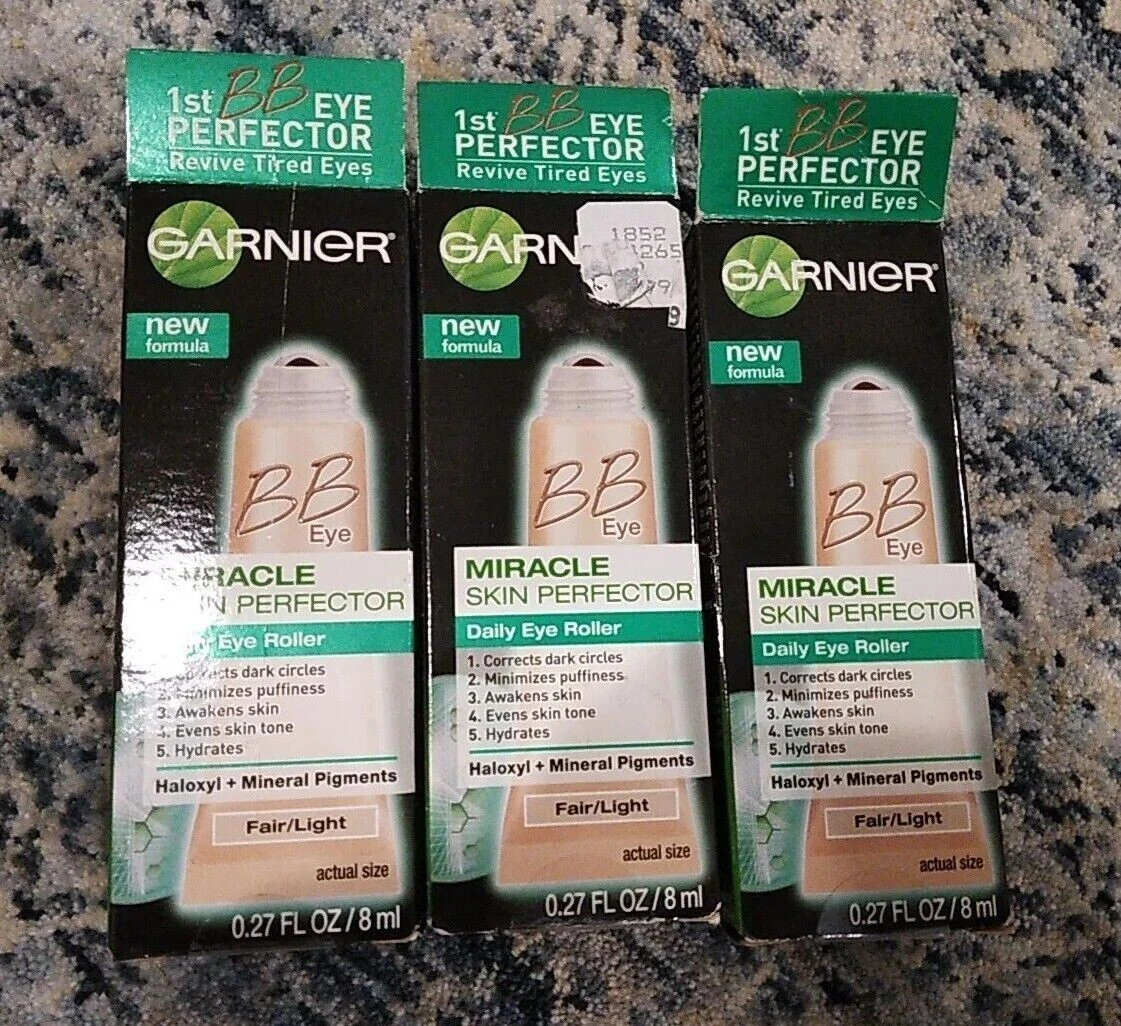 1st BB EYE
PERFECTOR
Revive Tired Eyes
GARNIER®
new
formula
BB
Eye
RACLE
N PERFECTOR
Eye Roller
cts dark circles
2. Minimizes puffiness
3. Awakens skin
4. Evens skin tone
5. Hydrates
Haloxyl + Mineral Pigments
Fair/Light
actual size
0.27 FL OZ / 8 ml
1st BB EYE
PERFECTOR
Revive Tired Eyes
GARN
1852
265
9
new
formula
BB
Eye
MIRACLE
SKIN PERFECTOR
Daily Eye Roller
1. Corrects dark circles
2. Minimizes puffiness
3. Awakens skin
4. Evens skin tone
5. Hydrates
Haloxyl + Mineral Pigments
Fair/Light
actual size
0.27 FL OZ / 8 ml
1st BB EYE
PERFECTOR
Revive Tired Eyes
GARNIER®
new
formula
BB
Eye
MIRACLE
SKIN PERFECTOR
Daily Eye Roller
1. Corrects dark circles
2. Minimizes puffiness
3. Awakens skin
4. Evens skin tone
5. Hydrates
Haloxyl + Mineral Pigments
Fair/Light
actual size
0.27 FL OZ / 8 ml